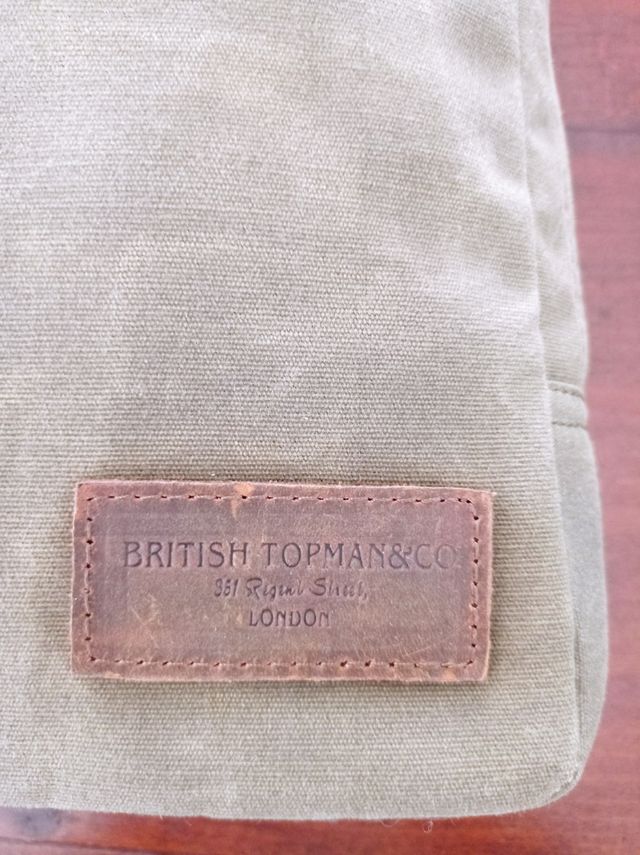 BRITISH TOPMAN&CO
351 Regent Street,
LONDON